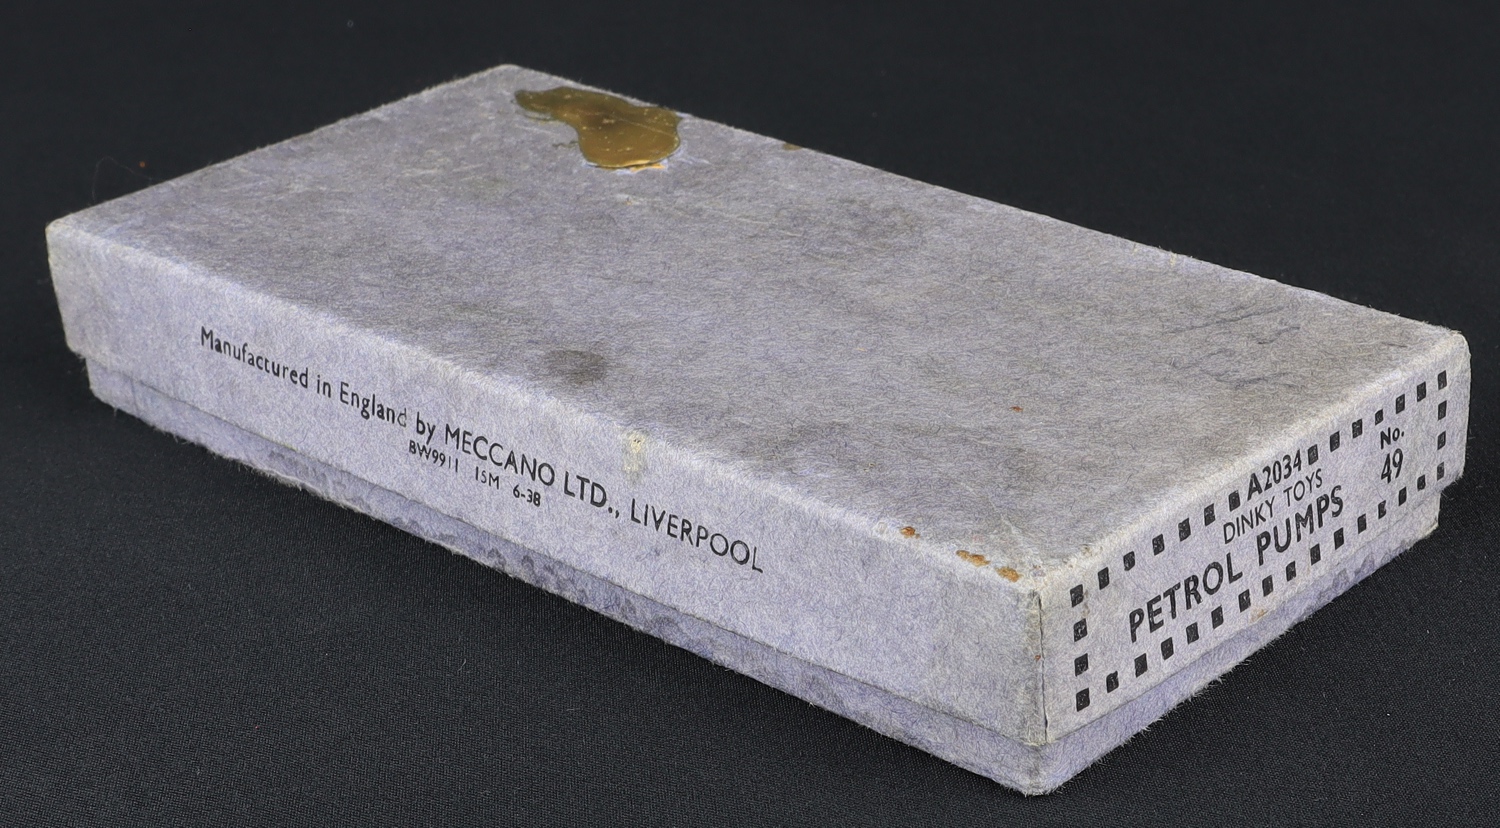 Manufactured in England by MECCANO LTD., LIVERPOOL
BW9911 15M 6-38
A2034
DINKY TOYS
PETROL PUMPS
No.
49